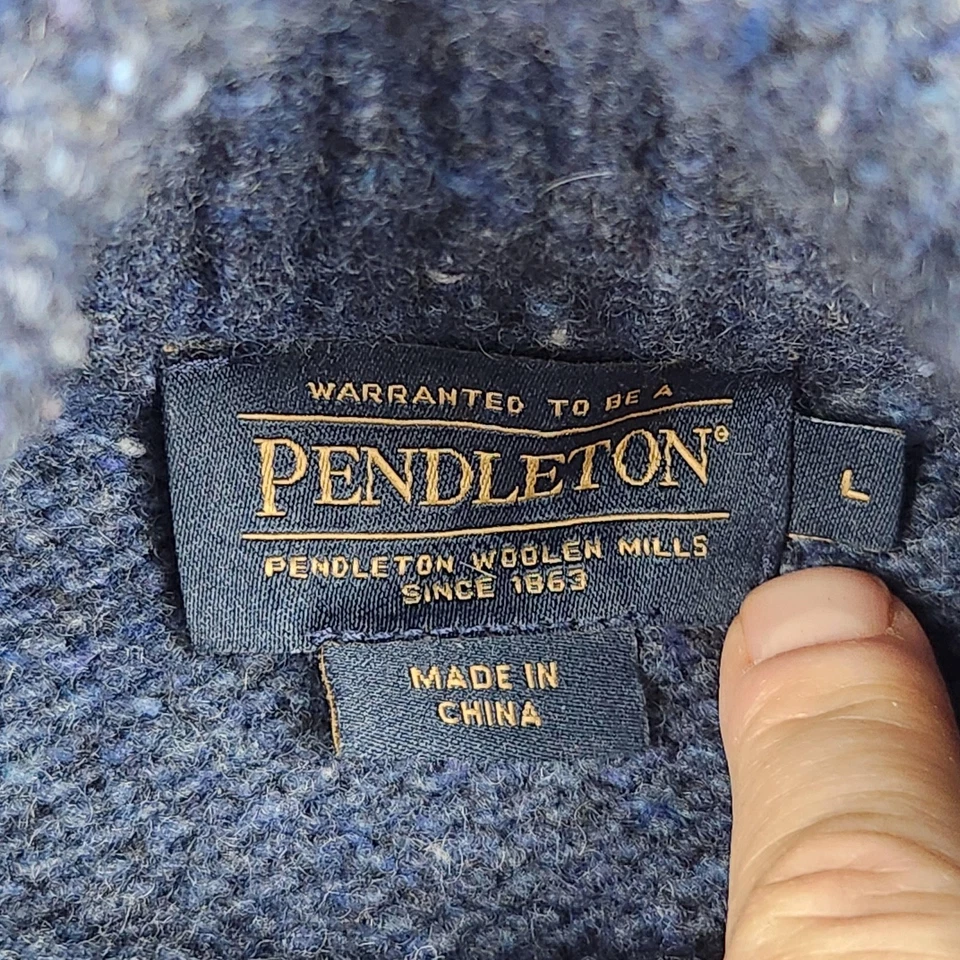 WARRANTED TO BE A
PENDLETON®
L
PENDLETON WOOLEN MILLS
SINCE 1863
MADE IN
CHINA